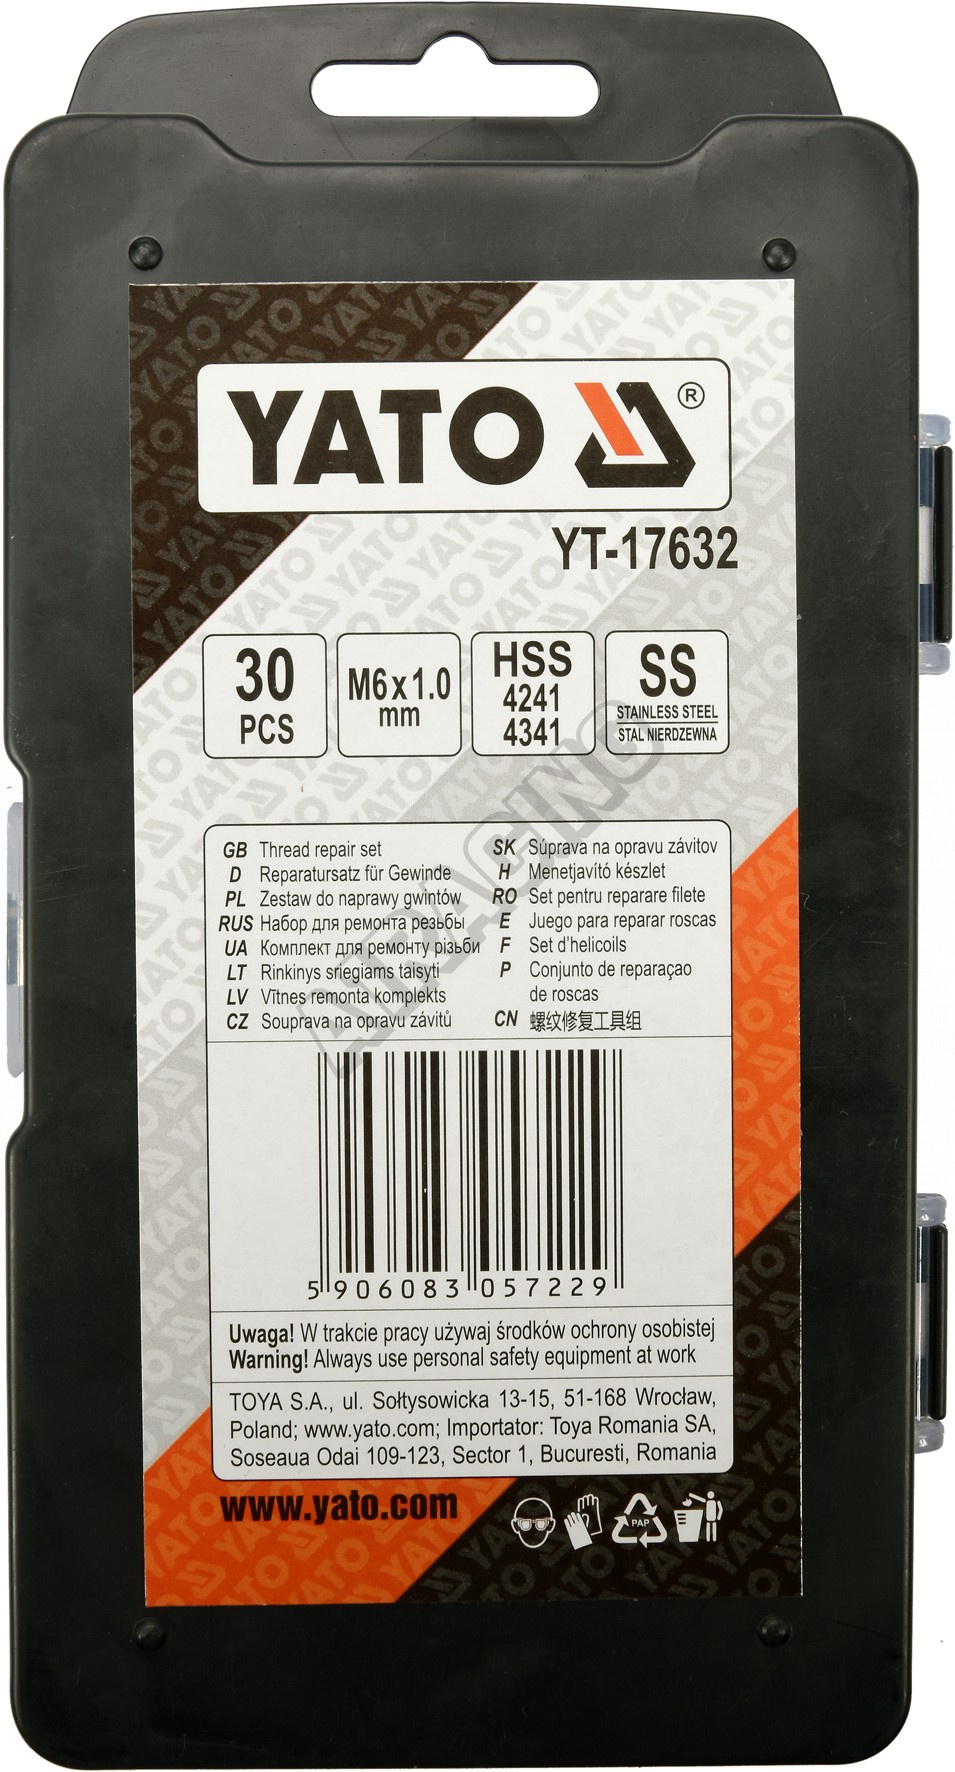 YATO ®
YT-17632
30
PCS
M6x1.0
mm
HSS
4241
4341
SS
STAINLESS STEEL
STAL NIERDZEWNA
GB Thread repair set
D Reparatursatz für Gewinde
PL Zestaw do naprawy gwintów
RUS Набор для ремонта резьбы
UA Комплект для ремонту різьби
LT Rinkinys sriegiams taisyti
LV Vītnes remonta komplekts
CZ Souprava na opravu závitů
SK Súprava na opravu závitov
H Menetjavító készlet
RO Set pentru reparare filete
E Juego para reparar roscas
F Set d'helicoils
P Conjunto de reparaçao
de roscas
CN 螺纹修复工具组
AIRACING
5 906083 057229
Uwaga! W trakcie pracy używaj środków ochrony osobistej
Warning! Always use personal safety equipment at work
TOYA S.A., ul. Sołtysowicka 13-15, 51-168 Wrocław,
Poland; www.yato.com; Importator: Toya Romania SA,
Soseaua Odai 109-123, Sector 1, Bucuresti, Romania
www.yato.com
PAP